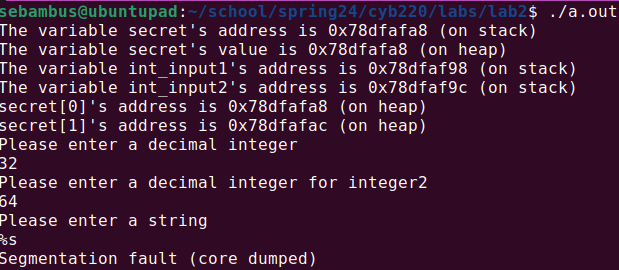 sebambus@ubuntupad:~/school/spring24/cyb220/labs/lab2$ ./a.out
The variable secret's address is 0x78dfafa8 (on stack)
The variable secret's value is 0x78dfafa8 (on heap)
The variable int_input1's address is 0x78dfaf98 (on stack)
The variable int_input2's address is 0x78dfaf9c (on stack)
secret[0]'s address is 0x78dfafa8 (on heap)
secret[1]'s address is 0x78dfafac (on heap)
Please enter a decimal integer
32
Please enter a decimal integer for integer2
64
Please enter a string
%s
Segmentation fault (core dumped)